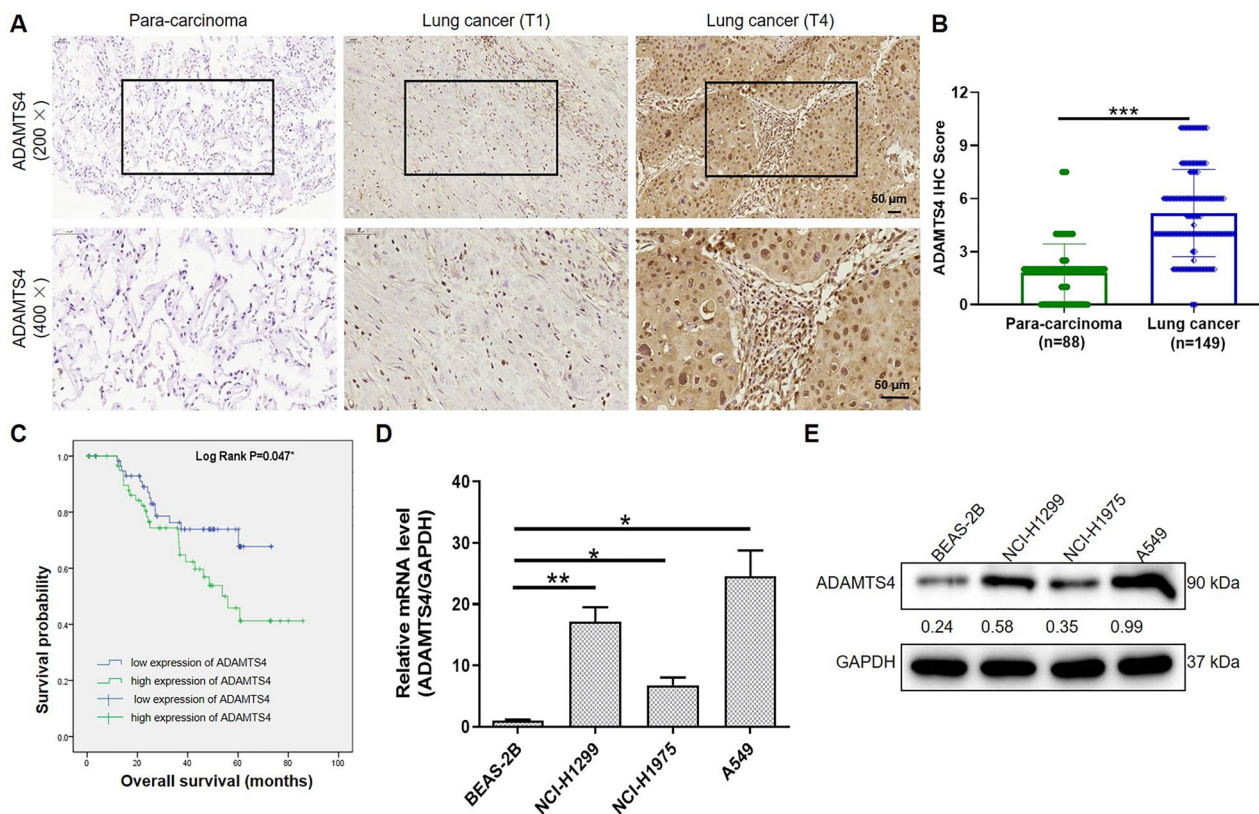 A
Para-carcinoma
Lung cancer (T1)
Lung cancer (T4)
ADAMTS4
(200 ×)
50 µm
ADAMTS4
(400 ×)
50 µm
B
***
ADAMTS4 IHC Score
12
9
6
3
0
Para-carcinoma
(n=88)
Lung cancer
(n=149)
C
Log Rank P=0.047*
Survival probability
1.0
0.8
0.6
0.4
0.2
0.0
low expression of ADAMTS4
high expression of ADAMTS4
low expression of ADAMTS4
high expression of ADAMTS4
0
20
40
60
80
100
Overall survival (months)
D
Relative mRNA level
(ADAMTS4/GAPDH)
40
30
20
10
0
*
*
**
BEAS-2B
NCI-H1299
NCI-H1975
A549
E
BEAS-2B
NCI-H1299
NCI-H1975
A549
ADAMTS4
90 kDa
0.24 0.58 0.35 0.99
GAPDH
37 kDa